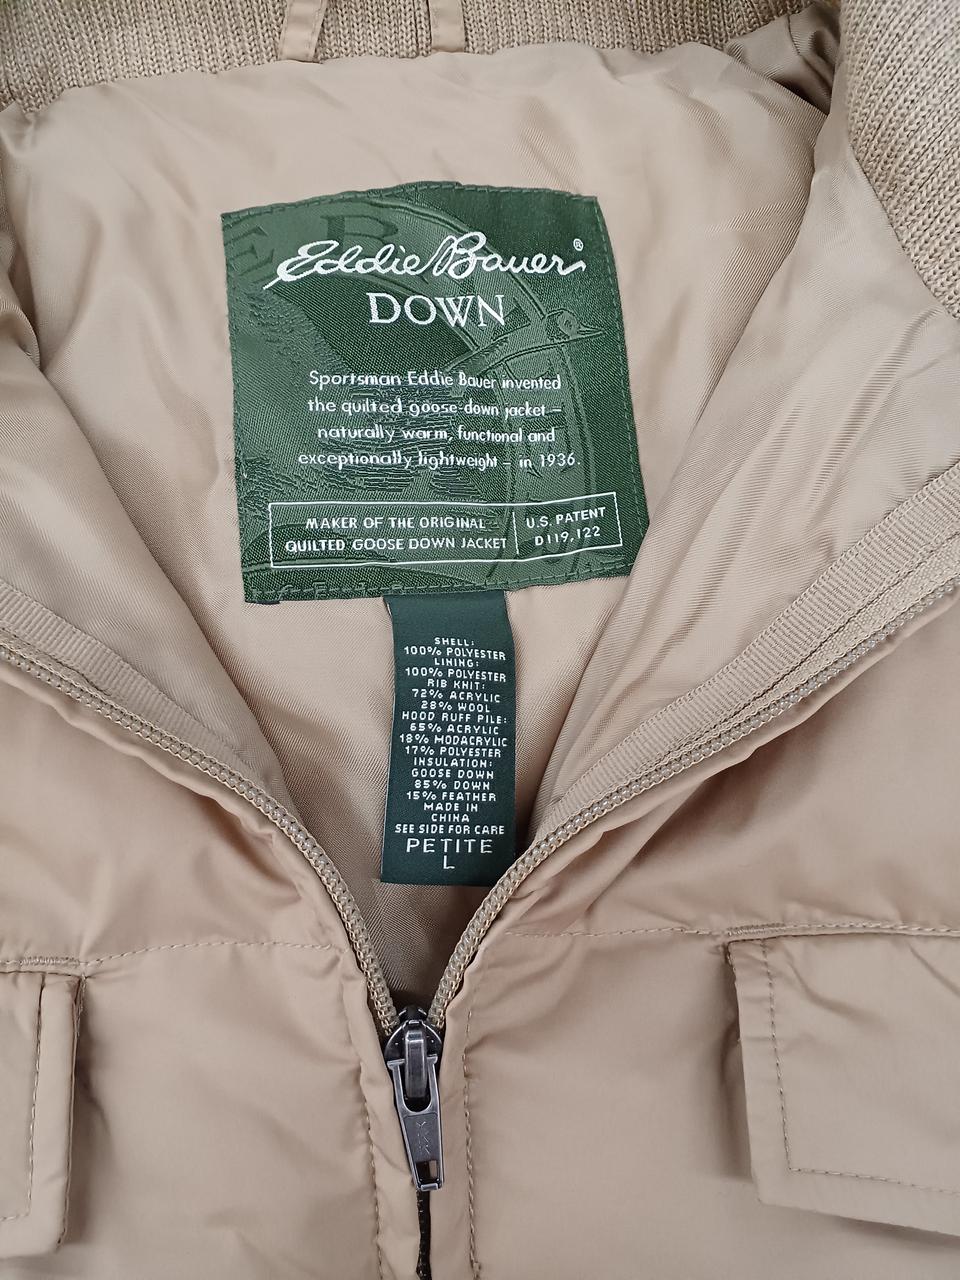 Eddie Bauer®
DOWN
Sportsman Eddie Bauer invented
the quilted goose-down jacket –
naturally warm, functional and
exceptionally lightweight – in 1936.
MAKER OF THE ORIGINAL
QUILTED GOOSE DOWN JACKET
U.S. PATENT
D119,122
SHELL:
100% POLYESTER
LINING:
100% POLYESTER
RIB KNIT:
72% ACRYLIC
28% WOOL
HOOD RUFF PILE:
65% ACRYLIC
18% MODACRYLIC
17% POLYESTER
INSULATION:
GOOSE DOWN
85% DOWN
15% FEATHER
MADE IN
CHINA
SEE SIDE FOR CARE
PETITE
L